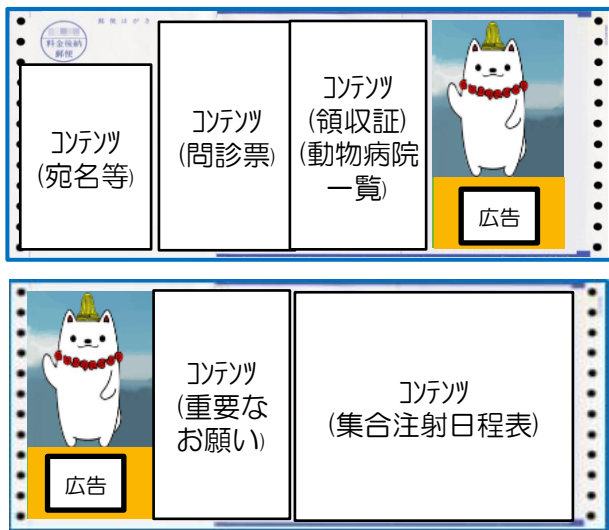 郵便はがき
料金後納
郵便
コンテンツ
(宛名等)
コンテンツ
(問診票)
コンテンツ
(領収証)
(動物病院
一覧)
広告
広告
コンテンツ
(重要な
お願い)
コンテンツ
(集合注射日程表)